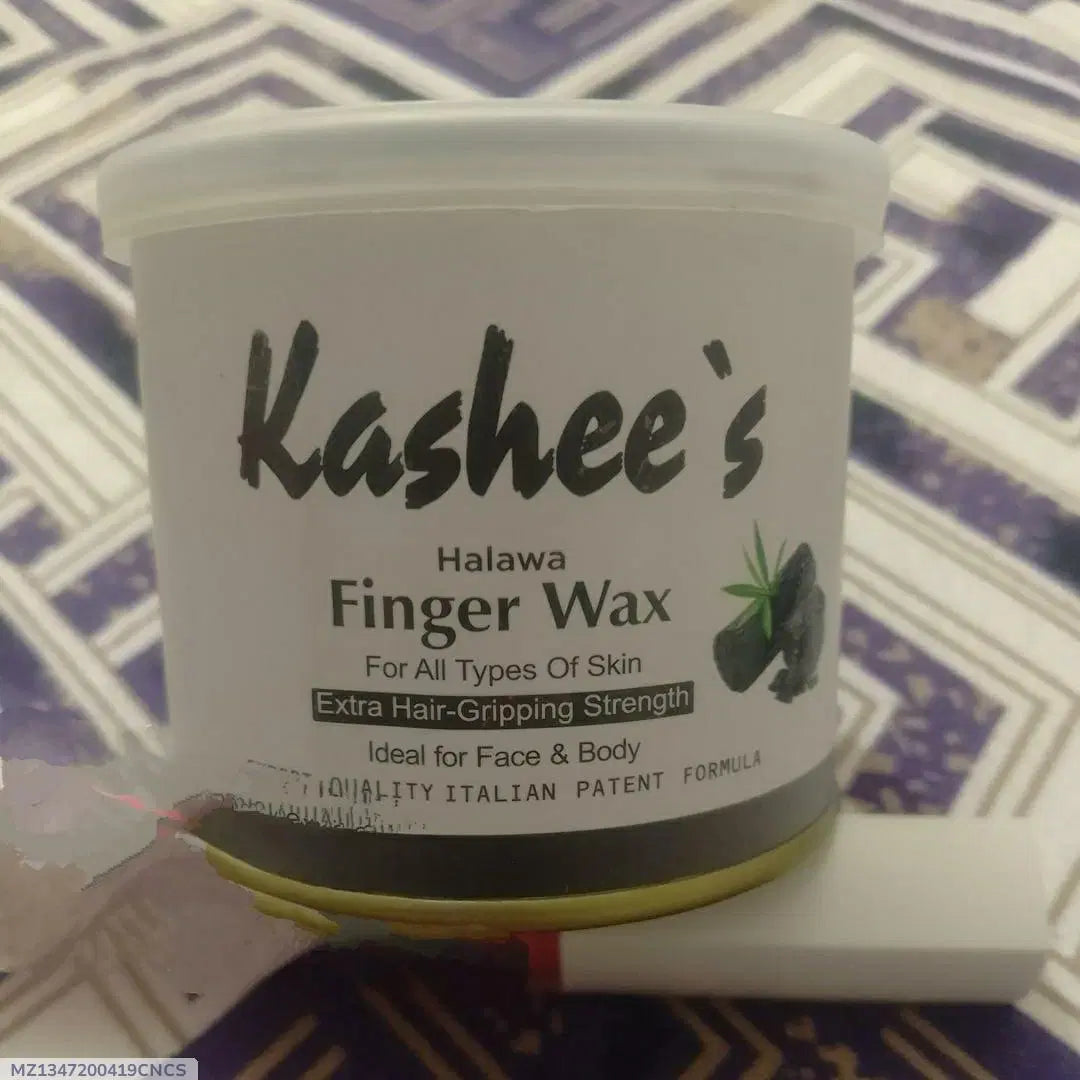 Kashee`s
Halawa
Finger Wax
For All Types Of Skin
Extra Hair-Gripping Strength
Ideal for Face & Body
QUALITY ITALIAN PATENT FORMULA
MZ1347200419CNCS